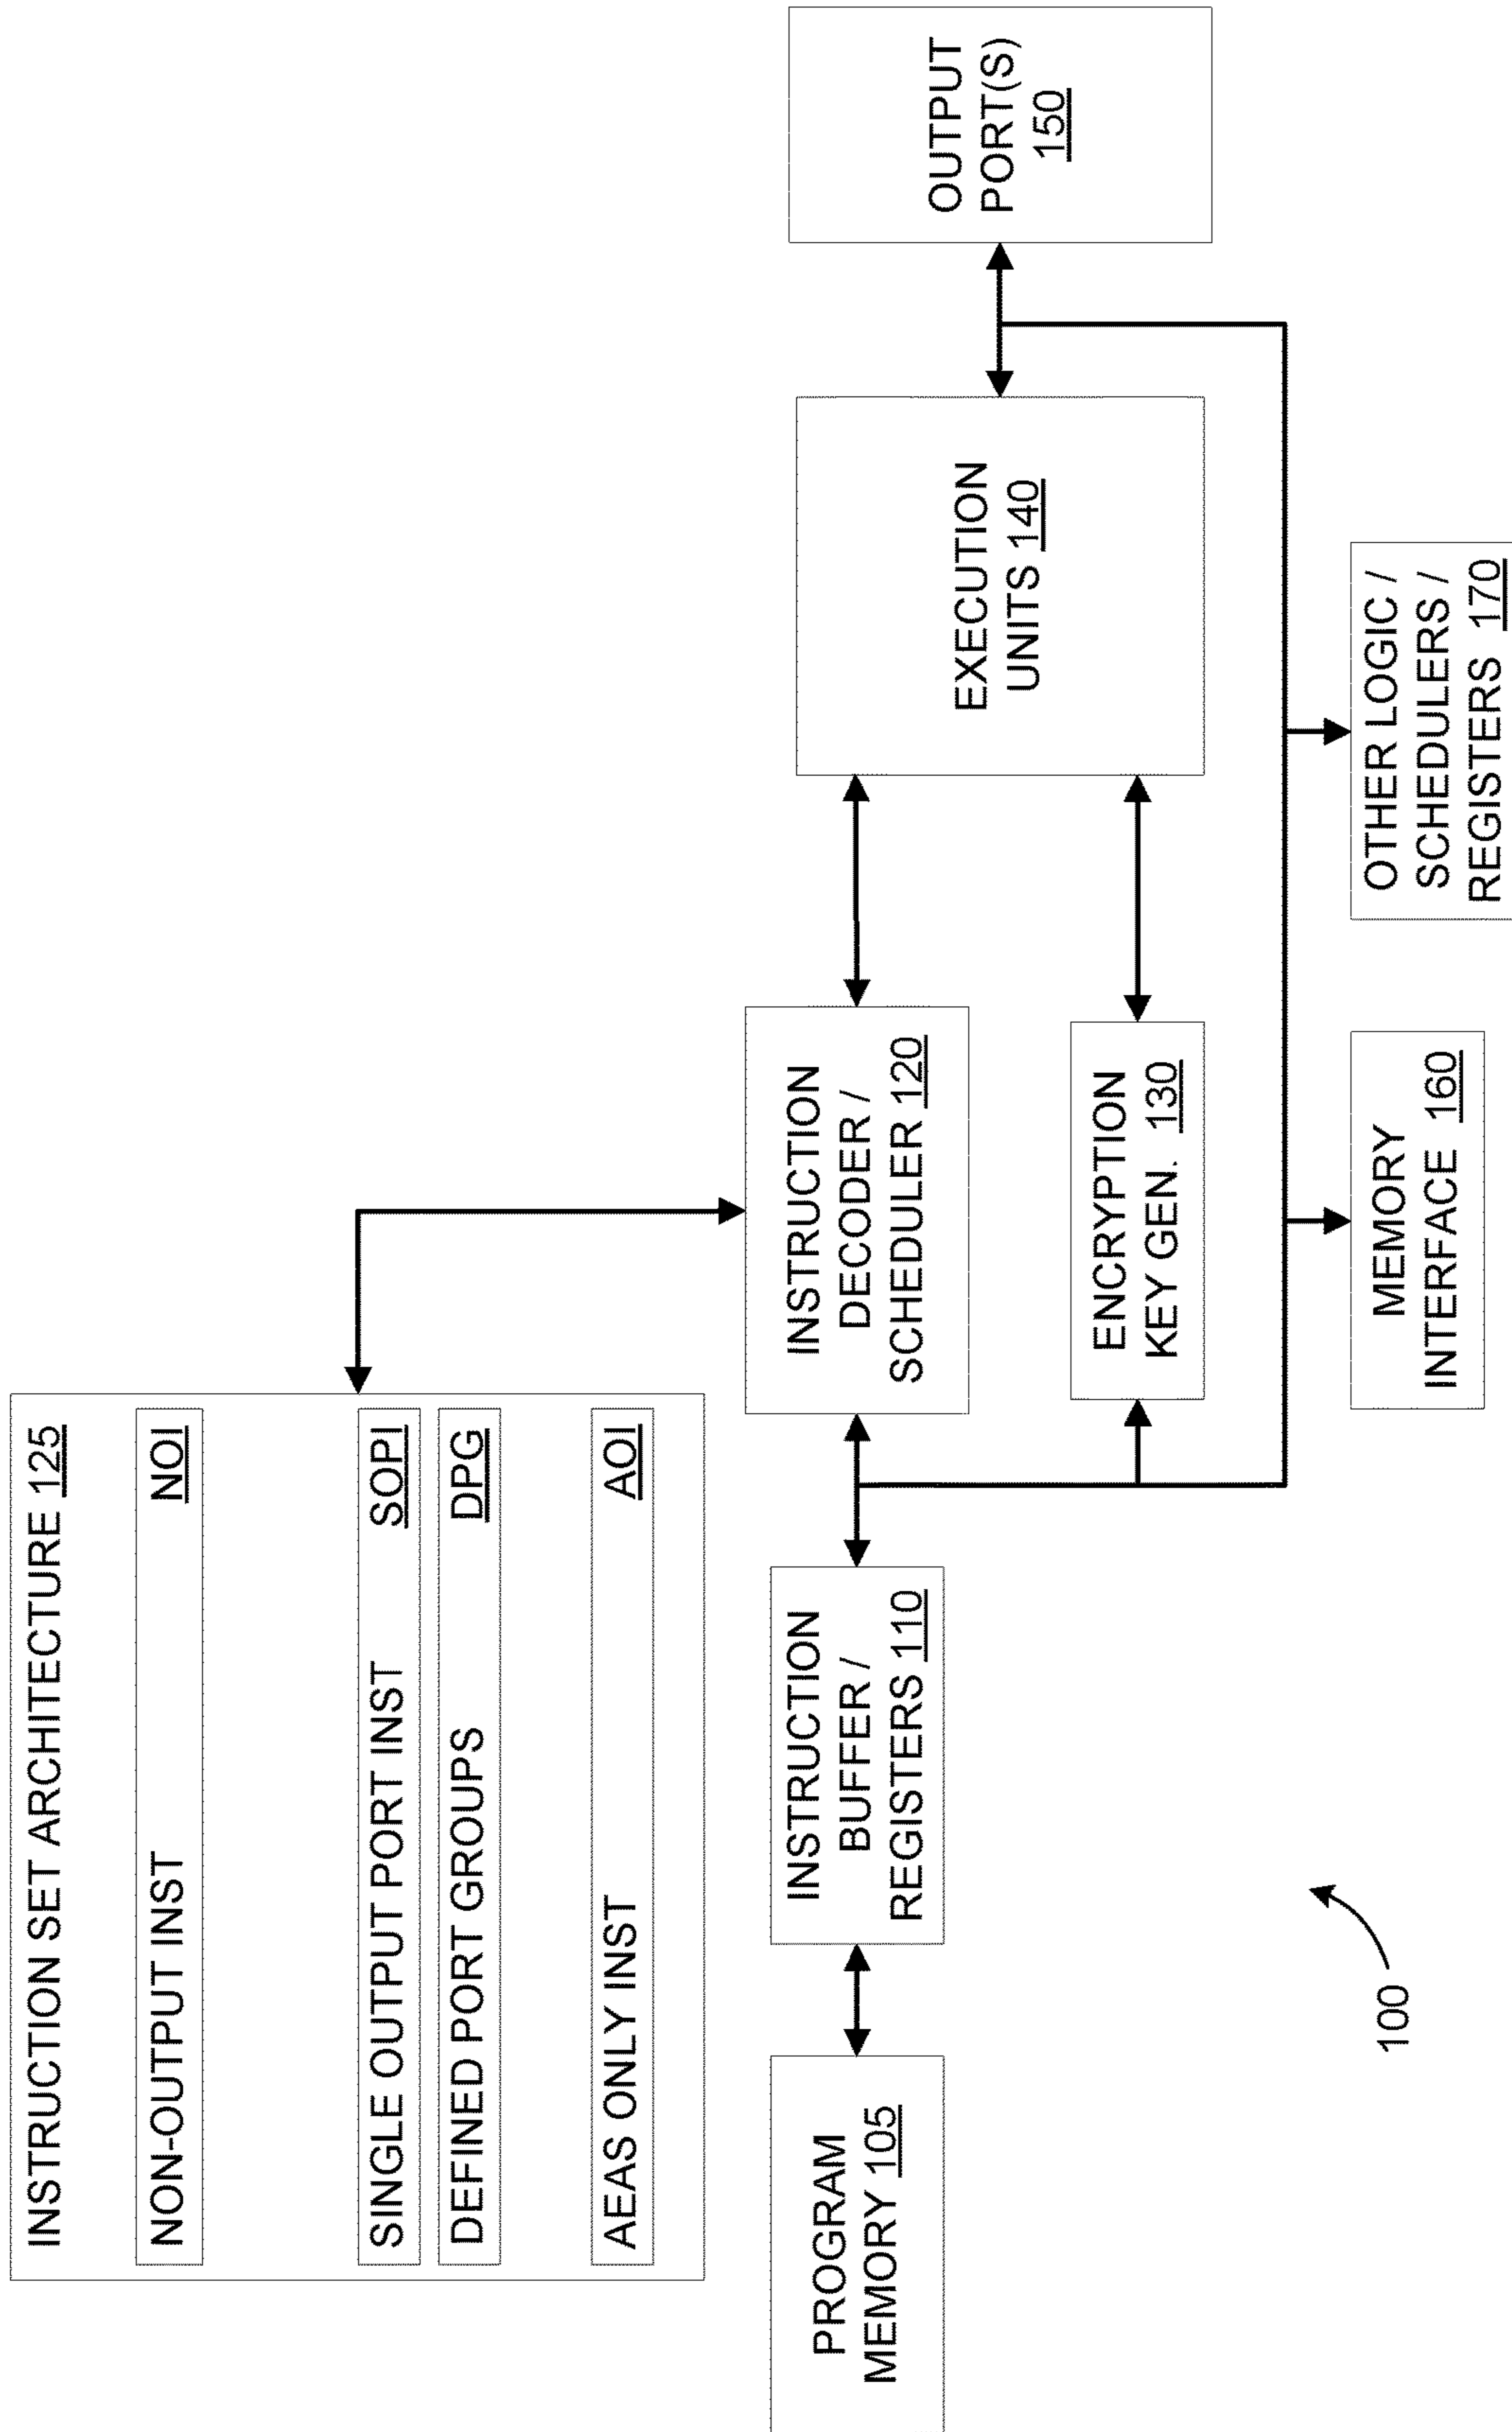 INSTRUCTION SET ARCHITECTURE 125
NON-OUTPUT INST NOI
SINGLE OUTPUT PORT INST SOPI
DEFINED PORT GROUPS DPG
AEAS ONLY INST AOI
PROGRAM
MEMORY 105
INSTRUCTION
BUFFER /
REGISTERS 110
INSTRUCTION
DECODER /
SCHEDULER 120
ENCRYPTION
KEY GEN. 130
EXECUTION
UNITS 140
OUTPUT
PORT(S)
150
MEMORY
INTERFACE 160
OTHER LOGIC /
SCHEDULERS /
REGISTERS 170
100